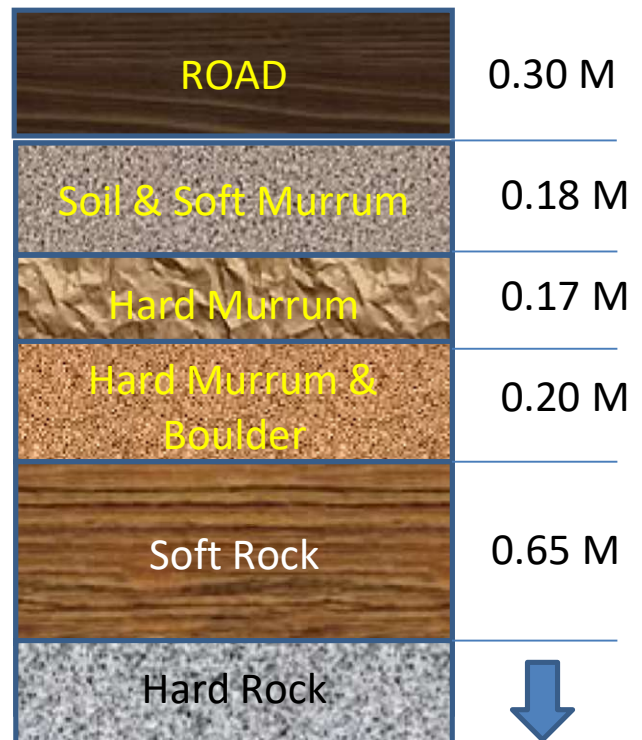 ROAD 0.30 M
Soil & Soft Murrum 0.18 M
Hard Murrum 0.17 M
Hard Murrum &
Boulder 0.20 M
Soft Rock 0.65 M
Hard Rock